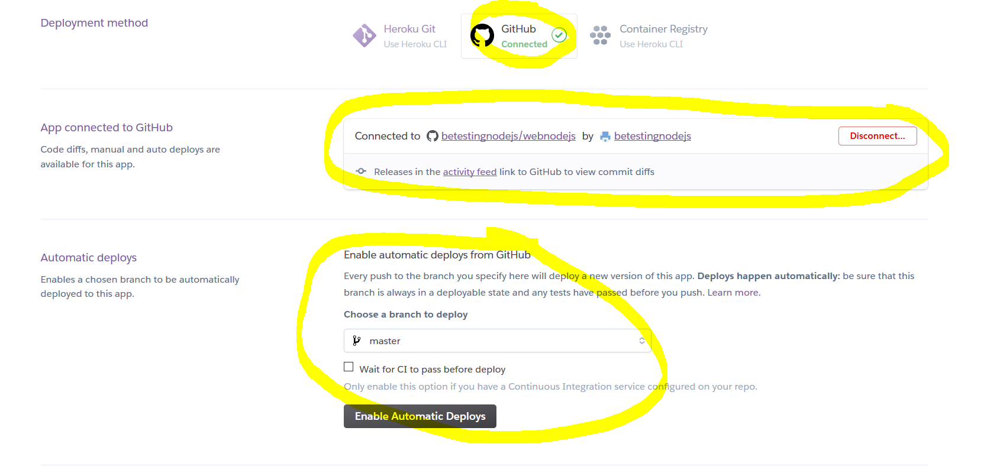 Deployment method
Heroku Git
Use Heroku CLI
GitHub
Connected
Container Registry
Use Heroku CLI
App connected to GitHub
Code diffs, manual and auto deploys are
available for this app.
Connected to betestingnodejs/webnodejs by betestingnodejs
Disconnect...
Releases in the activity feed link to GitHub to view commit diffs
Automatic deploys
Enables a chosen branch to be automatically
deployed to this app.
Enable automatic deploys from GitHub
Every push to the branch you specify here will deploy a new version of this app. Deploys happen automatically: be sure that this
branch is always in a deployable state and any tests have passed before you push. Learn more.
Choose a branch to deploy
master
Wait for CI to pass before deploy
Only enable this option if you have a Continuous Integration service configured on your repo.
Enable Automatic Deploys